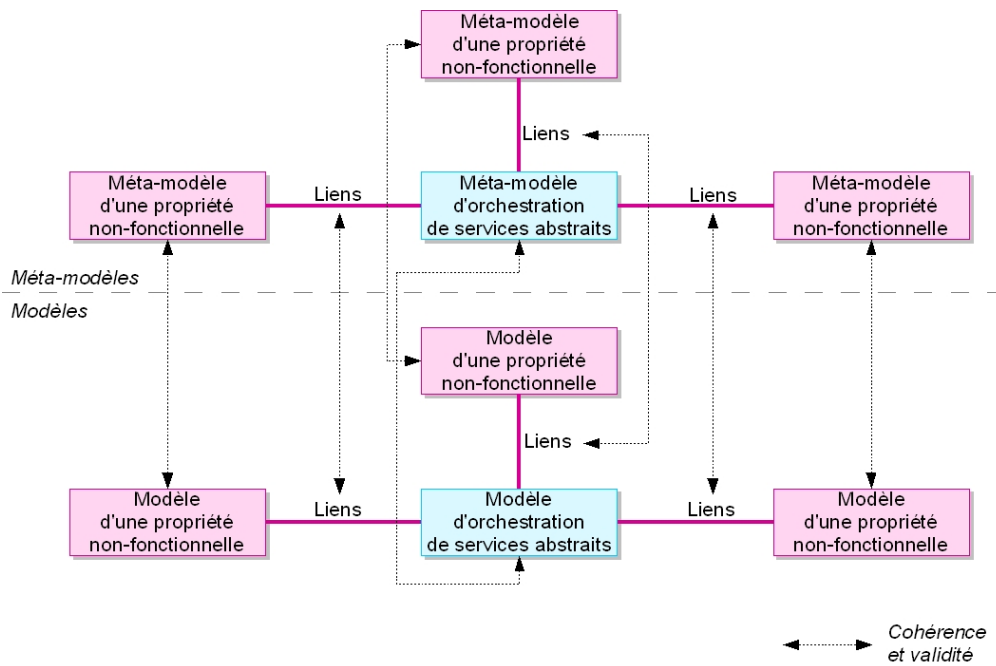 Méta-modèle
d'une propriété
non-fonctionnelle
Liens
Méta-modèle
d'une propriété
non-fonctionnelle
Liens
Méta-modèle
d'orchestration
de services abstraits
Liens
Méta-modèle
d'une propriété
non-fonctionnelle
Méta-modèles
Modèles
Modèle
d'une propriété
non-fonctionnelle
Liens
Modèle
d'une propriété
non-fonctionnelle
Liens
Modèle
d'orchestration
de services abstraits
Liens
Modèle
d'une propriété
non-fonctionnelle
Cohérence
et validité